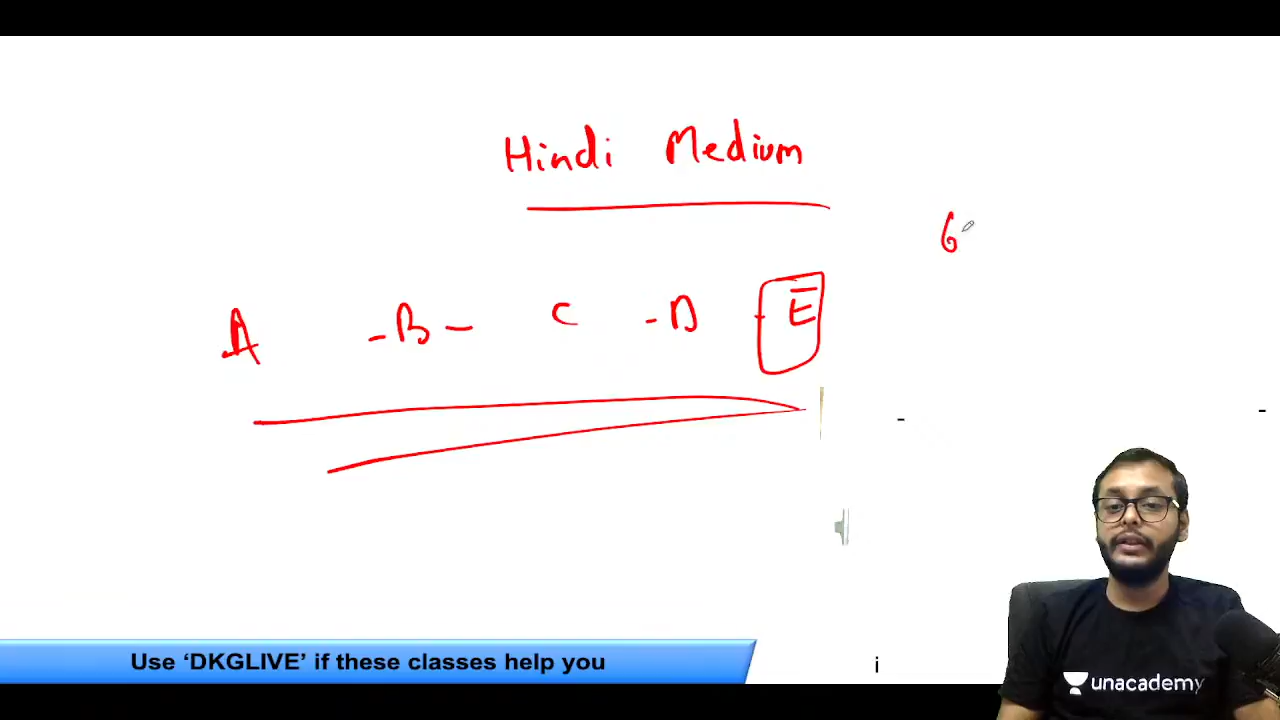 Hindi Medium
6
A -B- C -D -E
Use ‘DKGLIVE’ if these classes help you
i
unacademy